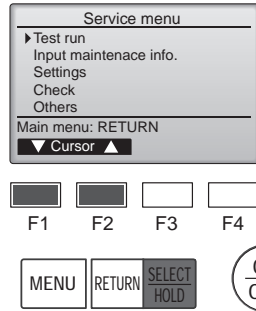 Service menu
Test run
Input maintenace info.
Settings
Check
Others
Main menu: RETURN
▼ Cursor ▲
F1 F2 F3 F4
MENU RETURN SELECT
HOLD